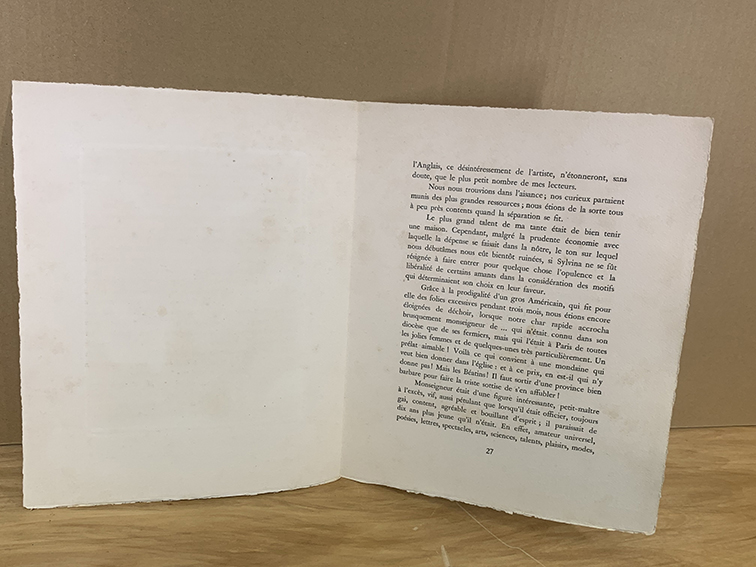 l'Anglais, ce désintéressement de l'artiste, n'étonneront, sans
doute, que le plus petit nombre de mes lecteurs.
Nous nous trouvions dans l'aisance ; nos curieux partaient
munis des plus grandes ressources ; nous étions de la sorte tous
à peu près contents quand la séparation se fit.
Le plus grand talent de ma tante était de bien tenir
une maison. Cependant, malgré la prudente économie avec
laquelle la dépense se faisait dans la nôtre, le ton sur lequel
nous débutâmes nous eût bientôt ruinées, si Sylvina ne se fût
résignée à faire entrer pour quelque chose l'opulence et la
libéralité de certains amants dans la considération des motifs
qui déterminaient son choix en leur faveur.
Grâce à la prodigalité d'un gros Américain, qui fit pour
elle des folies excessives pendant trois mois, nous étions encore
éloignées de déchoir, lorsque notre char rapide accrocha
brusquement monseigneur de ... qui n'était connu dans son
diocèse que de ses fermiers, mais qui l'était à Paris de toutes
les jolies femmes et de quelques-unes très particulièrement. Un
prélat aimable ! Voilà ce qui convient à une mondaine qui
veut bien donner dans l'église : et à ce prix, en est-il qui n'y
donne pas ! Mais les Béatins ! Il faut sortir d'une province bien
barbare pour faire la triste sottise de s'en affubler !
Monseigneur était d'une figure intéressante, petit-maître
à l'excès, vif, aussi pétulant que lorsqu'il était officier, toujours
gai, content, agréable et bouillant d'esprit ; il paraissait de
dix ans plus jeune qu'il n'était. En effet, amateur universel,
poésies, lettres, spectacles, arts, sciences, talents, plaisirs, modes,
27